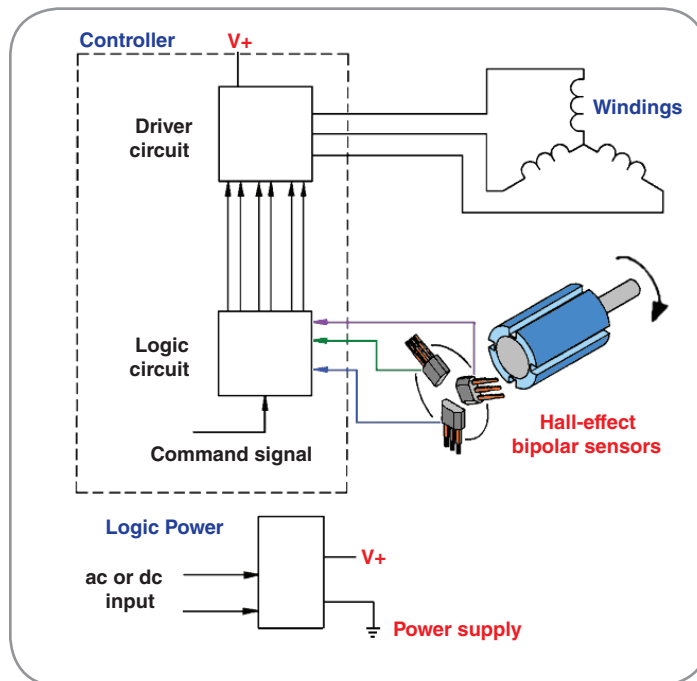 Controller
V+
Driver
circuit
Windings
Logic
circuit
Command signal
Hall-effect
bipolar sensors
Logic Power
V+
ac or dc
input
Power supply